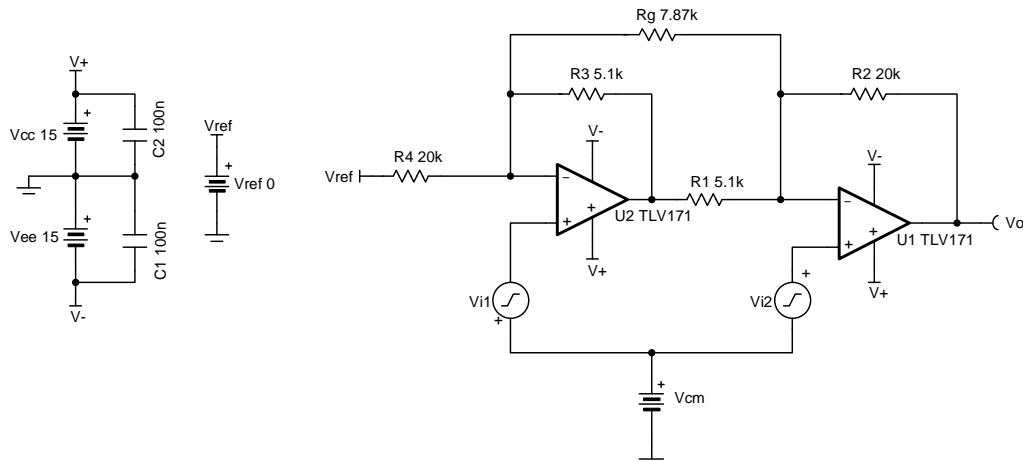 Rg 7.87k
V+
R3 5.1k
R2 20k
Vcc 15
+
C2 100n
Vref
+
Vref 0
V-
V-
Vref
R4 20k
−
+
+
U2 TLV171
R1 5.1k
−
+
+
U1 TLV171
Vo
Vee 15
+
C1 100n
V+
V+
V-
Vi1
+
Vi2
+
+
Vcm